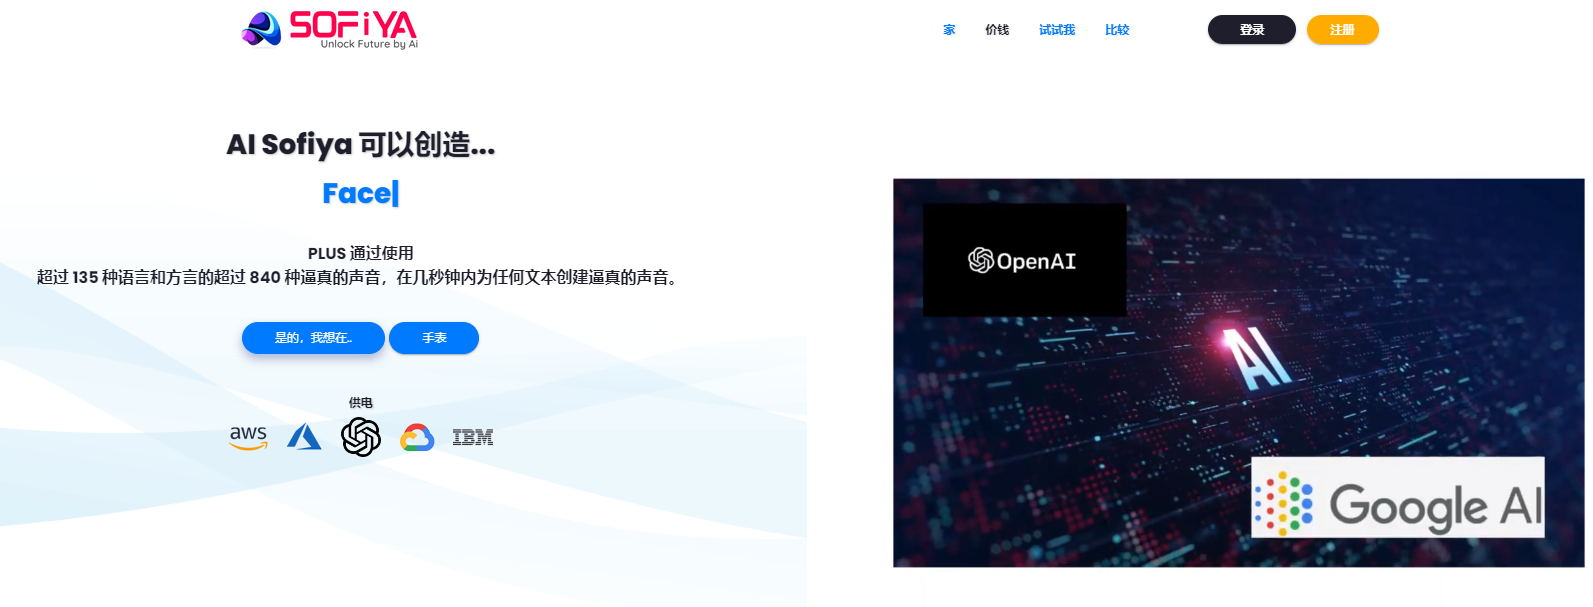 SOFiYA
Unlock Future by Ai
家 价钱 试试我 比较 登录 注册
AI Sofiya 可以创造...
Face|
PLUS 通过使用
超过 135 种语言和方言的超过 840 种逼真的声音，在几秒钟内为任何文本创建逼真的声音。
是的，我想在.. 手表
供电
aws IBM
OpenAI
AI
Google AI